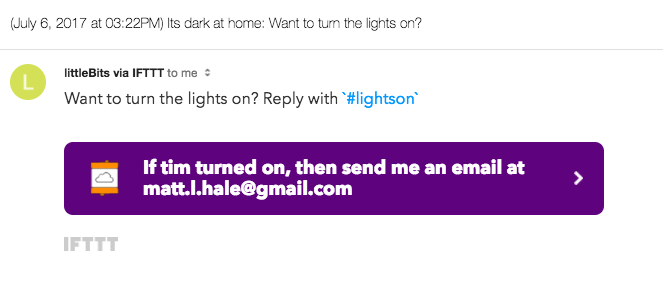 (July 6, 2017 at 03:22PM) Its dark at home: Want to turn the lights on?
L
littleBits via IFTTT to me
Want to turn the lights on? Reply with `#lightson`
If tim turned on, then send me an email at
matt.l.hale@gmail.com
IFTTT